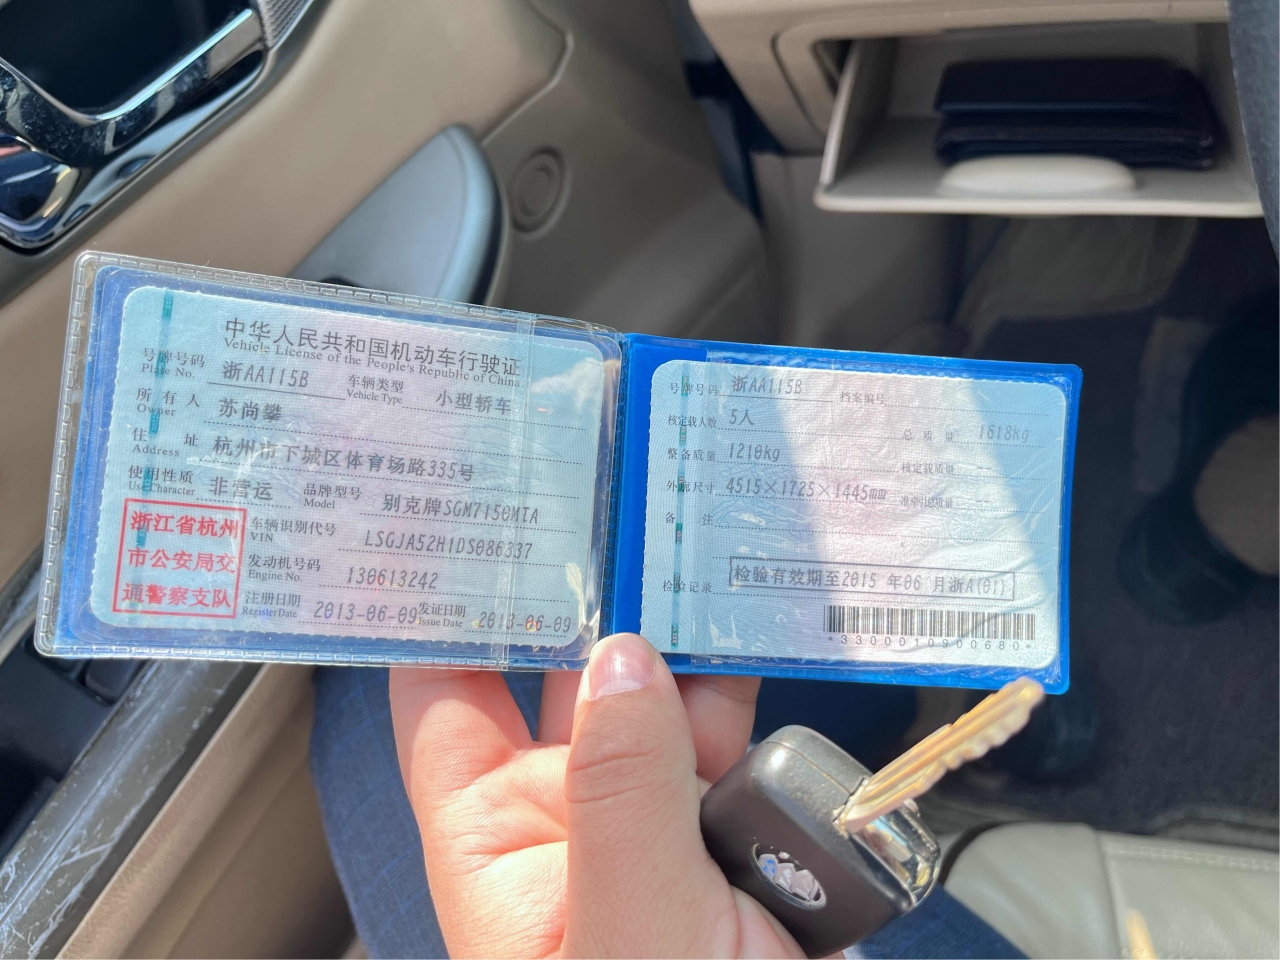 中华人民共和国机动车行驶证
Vehicle License of the People's Republic of China
号牌号码 浙AA115B 车辆类型 小型轿车
Plate No. Vehicle Type
所有人 苏尚攀
Owner
住址 杭州市下城区体育场路335号
Address
使用性质 非营运 品牌型号 别克牌SGM7150MTA
Use Character Model
浙江省杭州
市公安局交
通警察支队
车辆识别代号 LSGJA52H1DS086337
VIN
发动机号码 130613242
Engine No.
注册日期 2013-06-09 发证日期 2013-06-09
Register Date Issue Date
号牌号码 浙AA115B 档案编号
核定载人数 5人 总质量 1618Kg
整备质量 1210Kg 核定载质量 --
外廓尺寸 4515×1725×1445mm 准牵引总质量 --
备注
检验记录 检验有效期至2015年06月浙A(01)
*3300010900680*